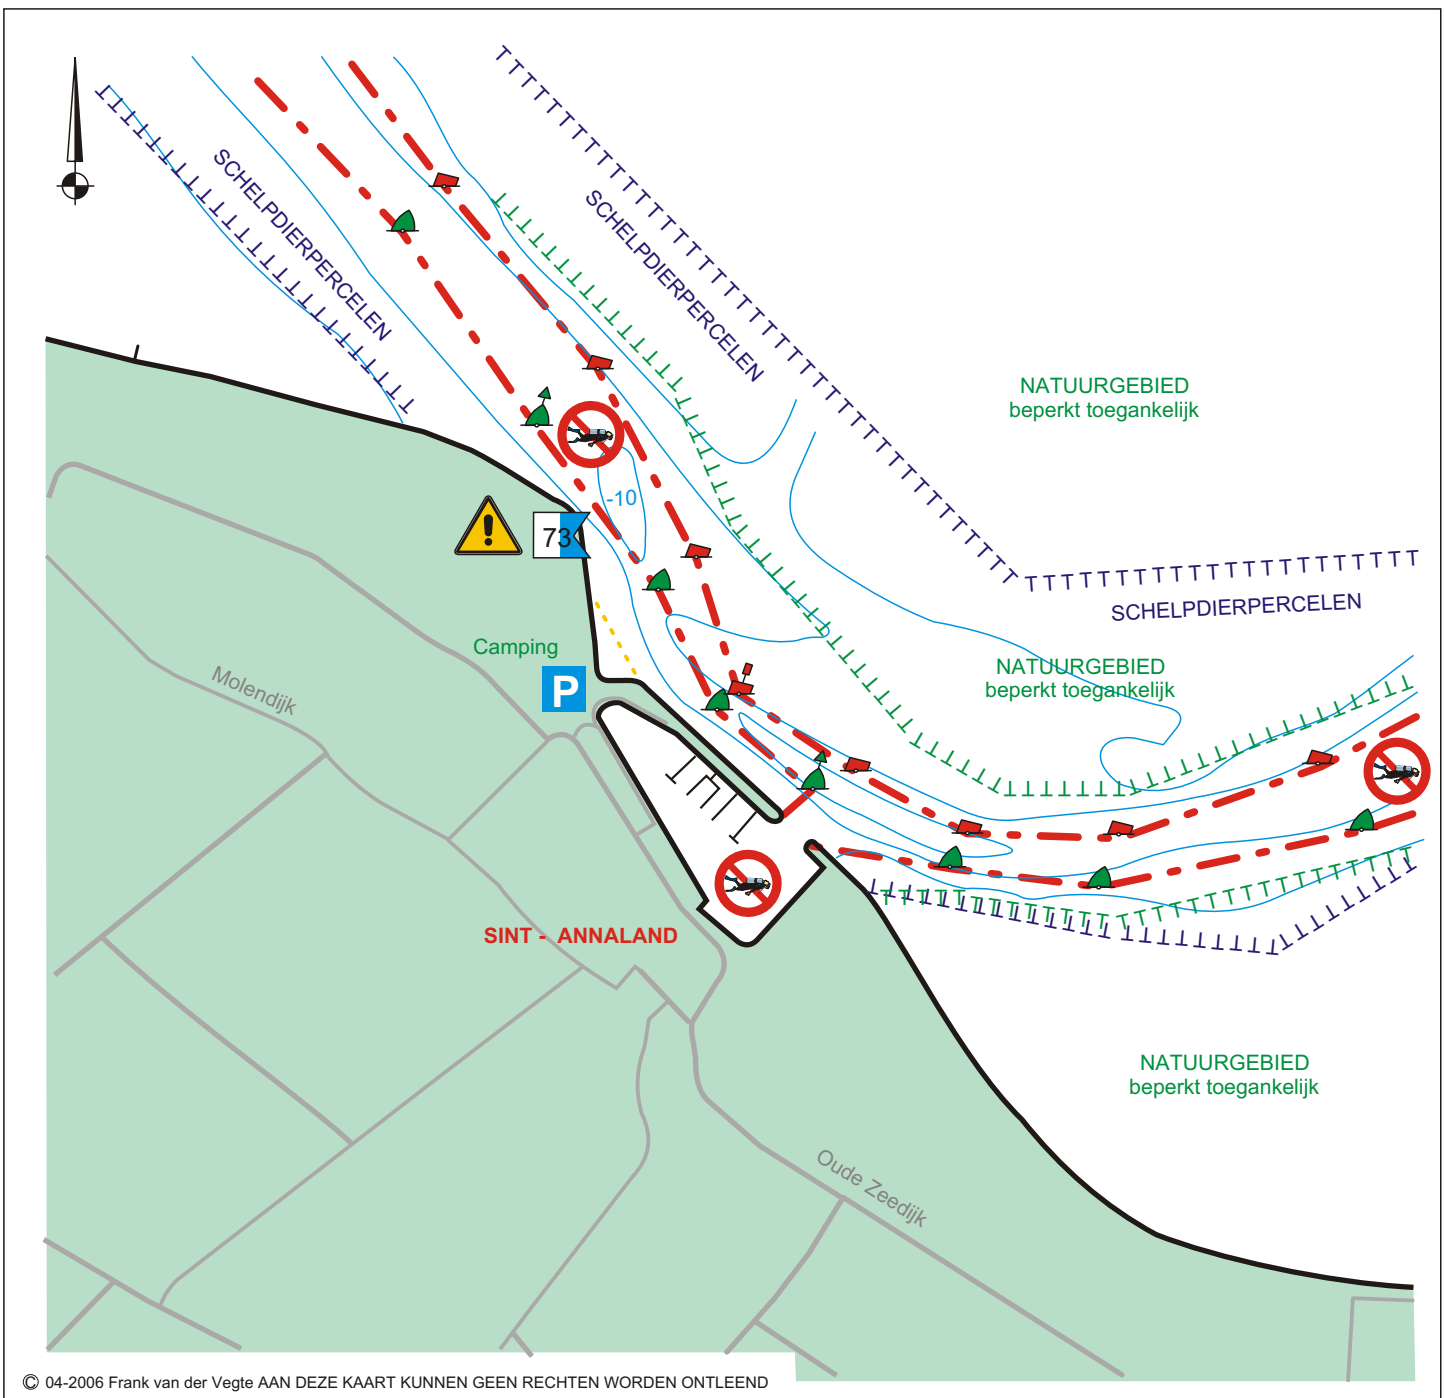 SCHELPDIERPERCELEN
SCHELPDIERPERCELEN
NATUURGEBIED
beperkt toegankelijk
-10
73
SCHELPDIERPERCELEN
Camping
P
NATUURGEBIED
beperkt toegankelijk
Molendijk
SINT - ANNALAND
NATUURGEBIED
beperkt toegankelijk
Oude Zeedijk
© 04-2006 Frank van der Vegte AAN DEZE KAART KUNNEN GEEN RECHTEN WORDEN ONTLEEND